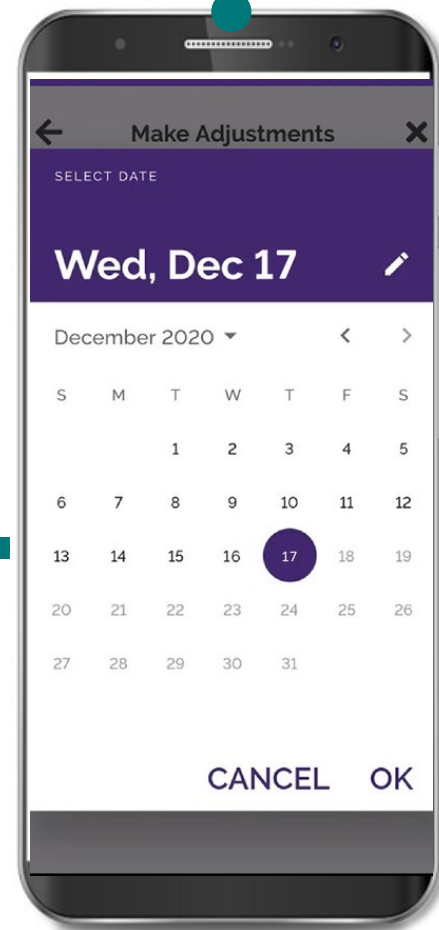 Make Adjustments
SELECT DATE
Wed, Dec 17
December 2020
S M T W T F S
1 2 3 4 5
6 7 8 9 10 11 12
13 14 15 16 17 18 19
20 21 22 23 24 25 26
27 28 29 30 31
CANCEL OK